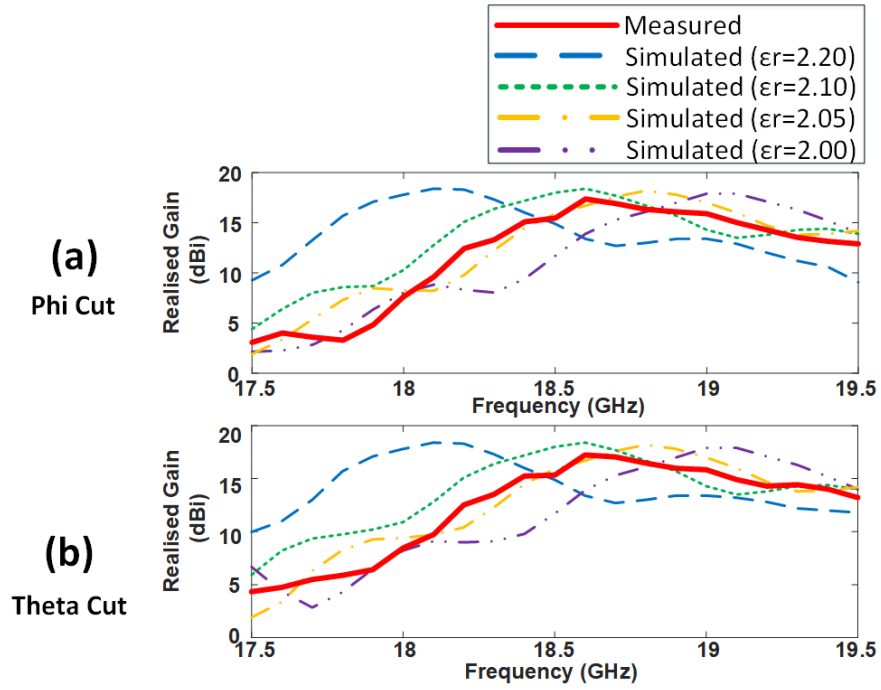 Measured
Simulated (εr=2.20)
Simulated (εr=2.10)
Simulated (εr=2.05)
Simulated (εr=2.00)
(a)
Phi Cut
Realised Gain
(dBi)
20
15
10
5
0
17.5
18
18.5
19
19.5
Frequency (GHz)
(b)
Theta Cut
Realised Gain
(dBi)
20
15
10
5
0
17.5
18
18.5
19
19.5
Frequency (GHz)